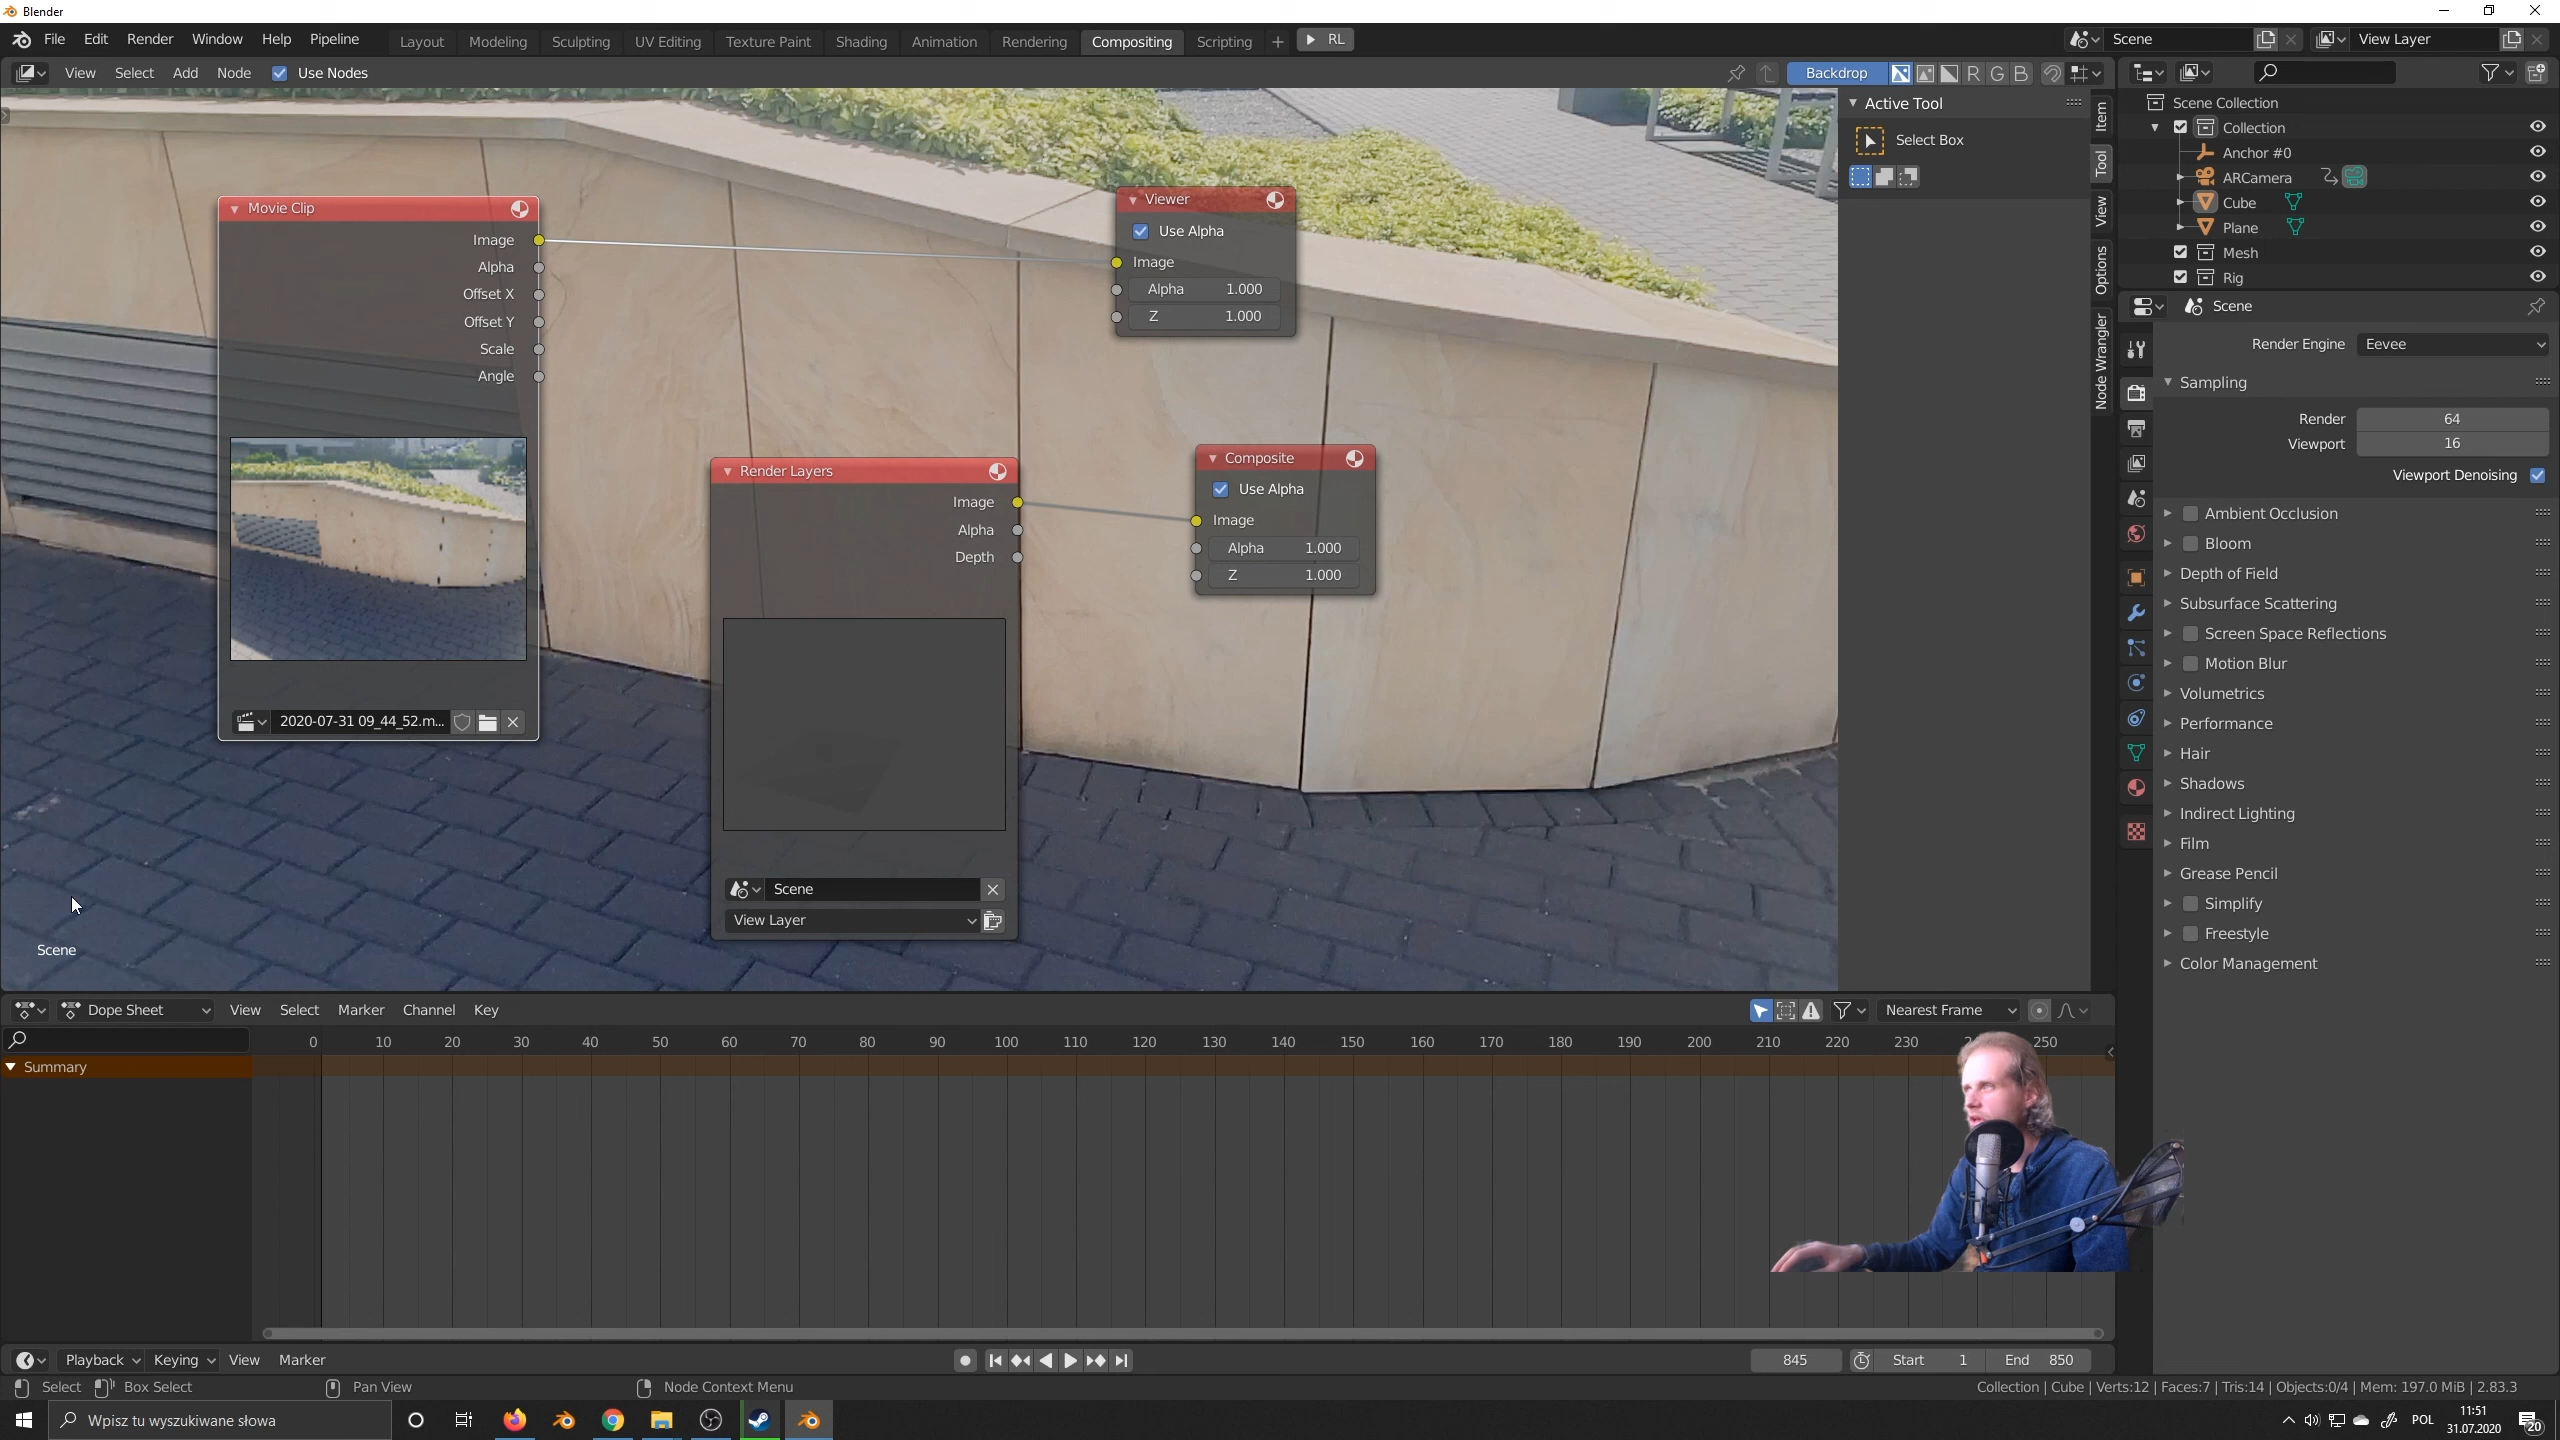 Blender
File Edit Render Window Help Pipeline Layout Modeling Sculpting UV Editing Texture Paint Shading Animation Rendering Compositing Scripting + RL Scene View Layer
View Select Add Node Use Nodes Backdrop R G B
Active Tool
Select Box
Item
Tool
View
Options
Node Wrangler
Movie Clip
Image
Alpha
Offset X
Offset Y
Scale
Angle
2020-07-31 09_44_52.m...
Viewer
Use Alpha
Image
Alpha 1.000
Z 1.000
Render Layers
Image
Alpha
Depth
Scene
View Layer
Composite
Use Alpha
Image
Alpha 1.000
Z 1.000
Scene
Scene Collection
Collection
Anchor #0
ARCamera
Cube
Plane
Mesh
Rig
Scene
Render Engine Eevee
Sampling
Render 64
Viewport 16
Viewport Denoising
Ambient Occlusion
Bloom
Depth of Field
Subsurface Scattering
Screen Space Reflections
Motion Blur
Volumetrics
Performance
Hair
Shadows
Indirect Lighting
Film
Grease Pencil
Simplify
Freestyle
Color Management
Dope Sheet View Select Marker Channel Key Nearest Frame
0 10 20 30 40 50 60 70 80 90 100 110 120 130 140 150 160 170 180 190 200 210 220 230 250
Summary
Playback Keying View Marker 845 Start 1 End 850
Select Box Select Pan View Node Context Menu Collection | Cube | Verts:12 | Faces:7 | Tris:14 | Objects:0/4 | Mem: 197.0 MiB | 2.83.3
Wpisz tu wyszukiwane słowa POL 11:51
31.07.2020 20